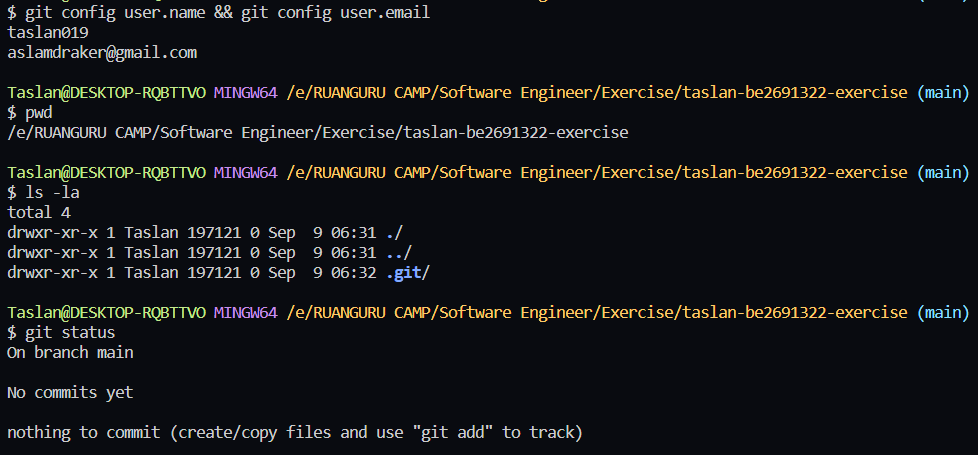 $ git config user.name && git config user.email
taslan019
aslamdraker@gmail.com
Taslan@DESKTOP-RQBTTVO MINGW64 /e/RUANGURU CAMP/Software Engineer/Exercise/taslan-be2691322-exercise (main)
$ pwd
/e/RUANGURU CAMP/Software Engineer/Exercise/taslan-be2691322-exercise
Taslan@DESKTOP-RQBTTVO MINGW64 /e/RUANGURU CAMP/Software Engineer/Exercise/taslan-be2691322-exercise (main)
$ ls -la
total 4
drwxr-xr-x 1 Taslan 197121 0 Sep  9 06:31 ./
drwxr-xr-x 1 Taslan 197121 0 Sep  9 06:31 ../
drwxr-xr-x 1 Taslan 197121 0 Sep  9 06:32 .git/
Taslan@DESKTOP-RQBTTVO MINGW64 /e/RUANGURU CAMP/Software Engineer/Exercise/taslan-be2691322-exercise (main)
$ git status
On branch main
No commits yet
nothing to commit (create/copy files and use "git add" to track)